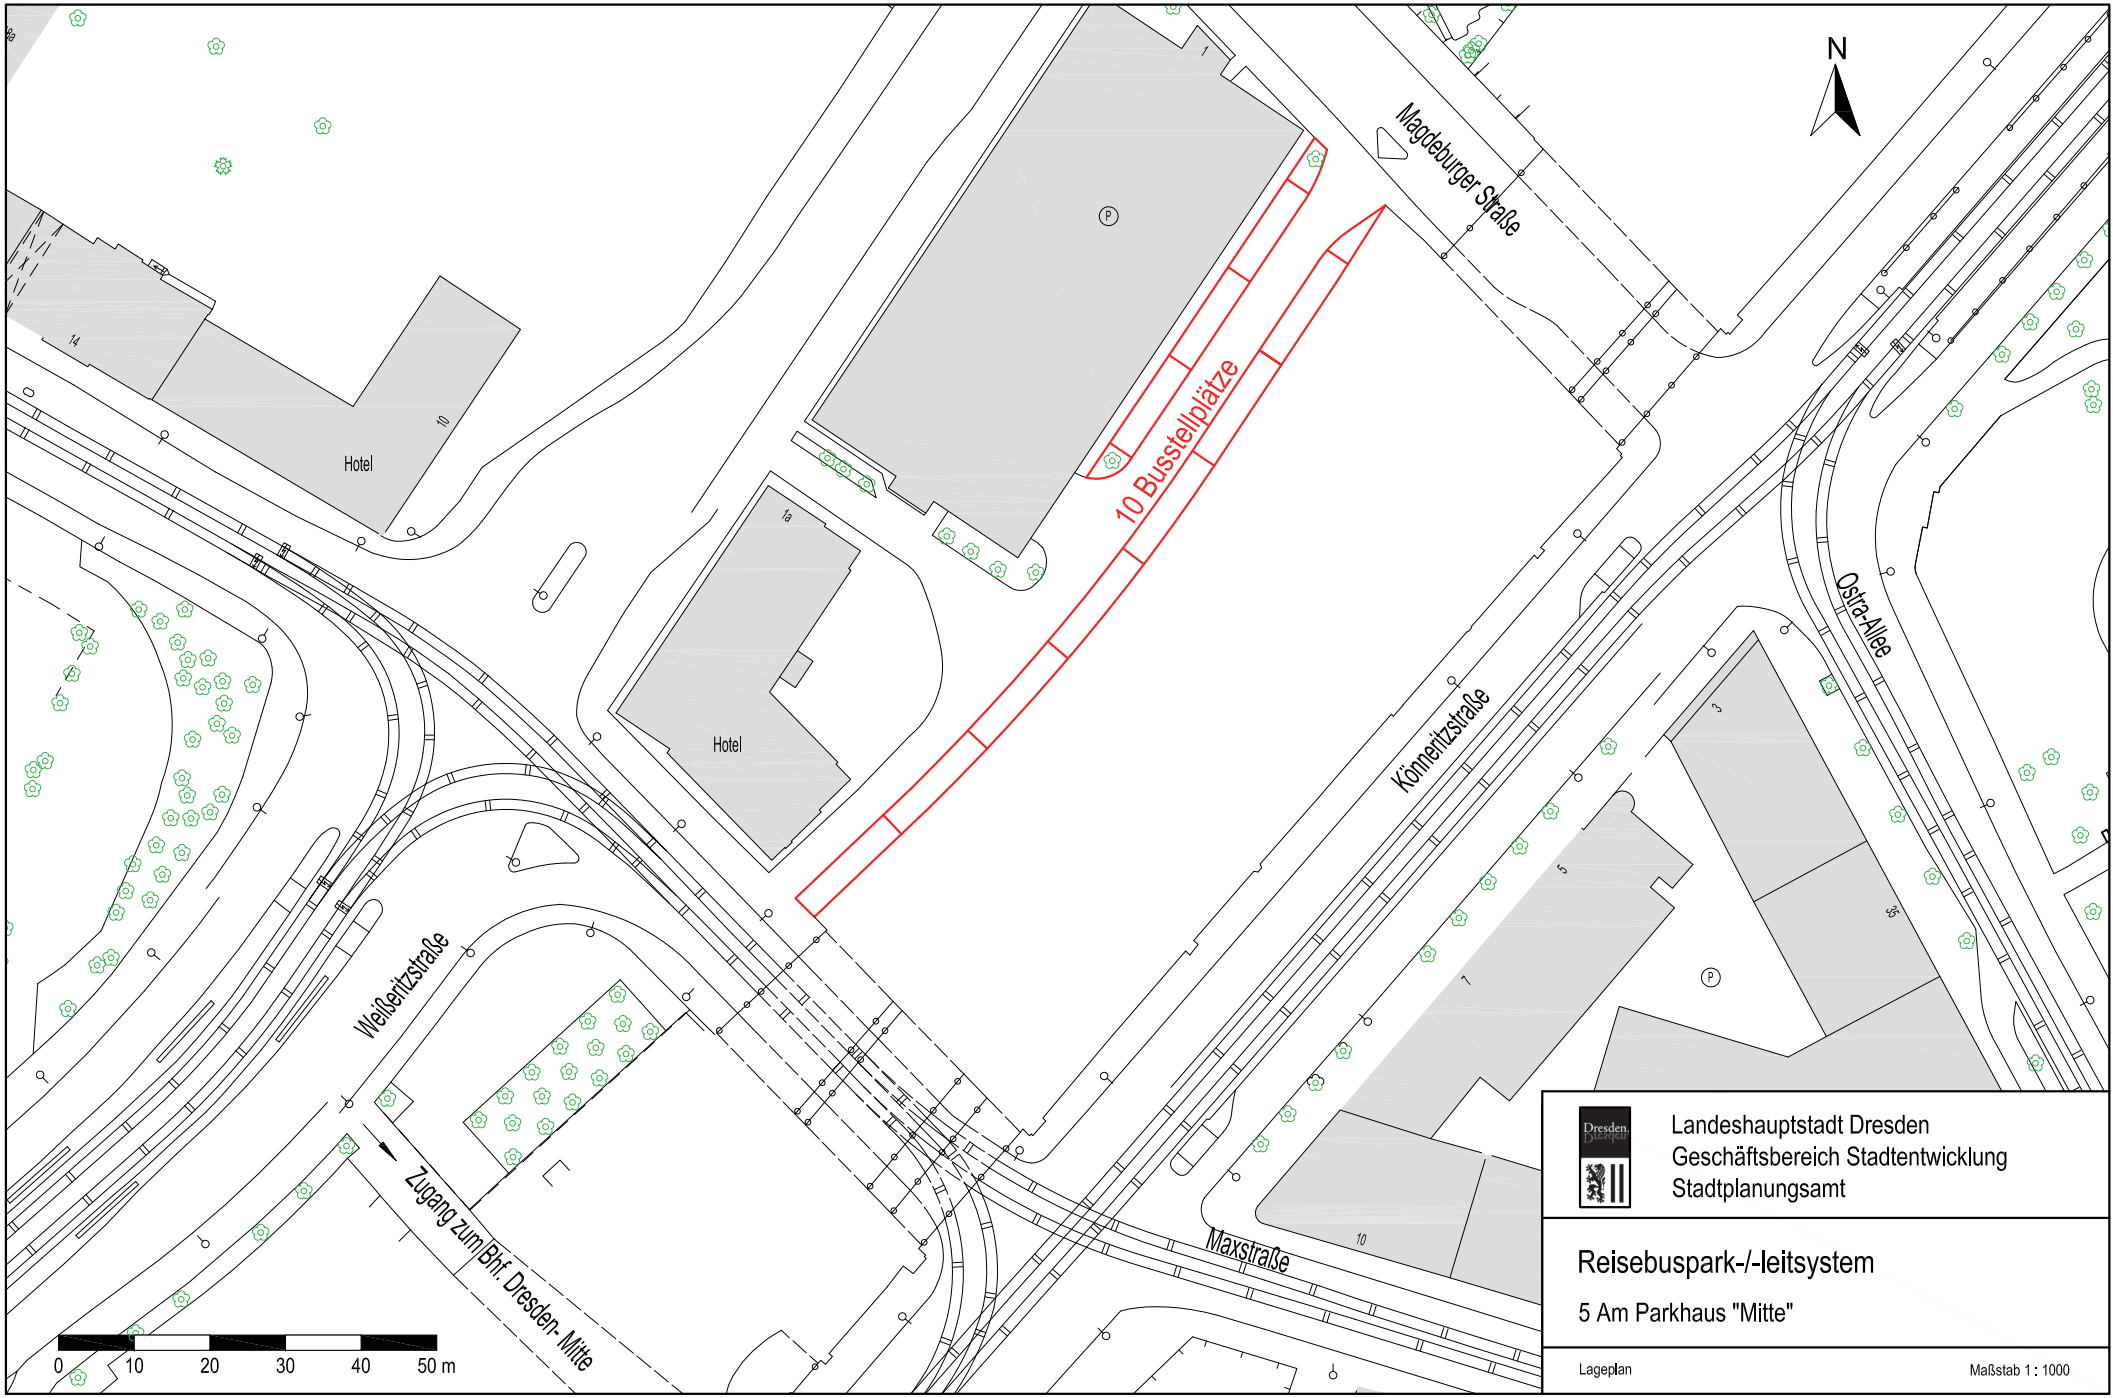 8a
1
N
Magdeburger Straße
P
14
10
Hotel
10 Busstellplätze
1a
Hotel
Ostra-Allee
Könneritzstraße
3
5
35
7
P
Weißeritzstraße
Zugang zum Bhf. Dresden- Mitte
Maxstraße
10
0 10 20 30 40 50 m
Dresden.
Landeshauptstadt Dresden
Geschäftsbereich Stadtentwicklung
Stadtplanungsamt
Reisebuspark-/-leitsystem
5 Am Parkhaus "Mitte"
Lageplan
Maßstab 1 : 1000